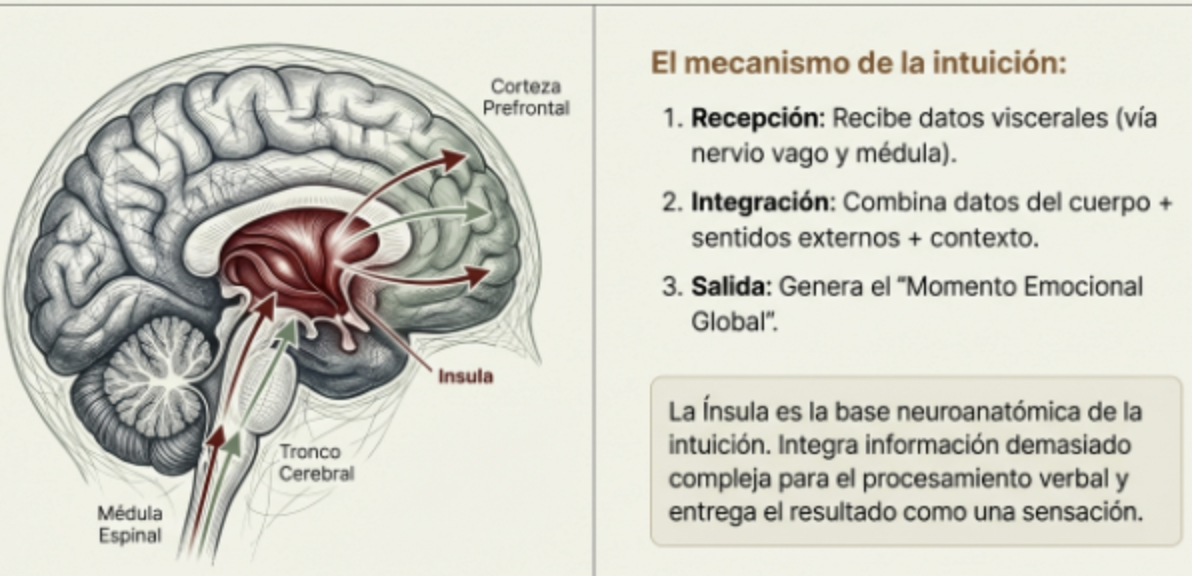 Corteza
Prefrontal
Insula
Tronco
Cerebral
Médula
Espinal
El mecanismo de la intuición:
1. Recepción: Recibe datos viscerales (vía
nervio vago y médula).
2. Integración: Combina datos del cuerpo +
sentidos externos + contexto.
3. Salida: Genera el “Momento Emocional
Global”.
La Ínsula es la base neuroanatómica de la
intuición. Integra información demasiado
compleja para el procesamiento verbal y
entrega el resultado como una sensación.